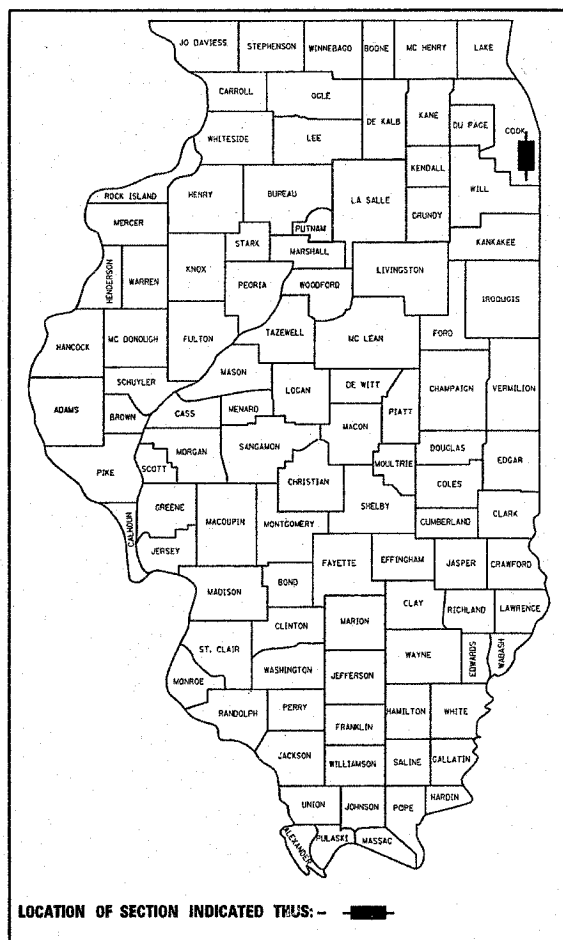 JO DAVIESS STEPHENSON WINNEBAGO BOONE MC HENRY LAKE
CARROLL OGLE
DE KALB KANE DU PAGE COOK
WHITESIDE LEE
KENDALL WILL
ROCK ISLAND HENRY BUREAU LA SALLE GRUNDY
MERCER PUTNAM
STARK MARSHALL KANKAKEE
HENDERSON WARREN KNOX PEORIA WOODFORD LIVINGSTON
IROQUOIS
FORD
HANCOCK MC DONOUGH FULTON TAZEWELL MC LEAN
MASON
SCHUYLER LOGAN DE WITT CHAMPAIGN VERMILION
ADAMS BROWN CASS MENARD MACON PIATT
MORGAN SANGAMON DOUGLAS
PIKE SCOTT MOULTRIE EDGAR
CHRISTIAN COLES
CALHOUN GREENE MACOUPIN MONTGOMERY SHELBY
CUMBERLAND CLARK
JERSEY
FAYETTE EFFINGHAM JASPER CRAWFORD
MADISON BOND
CLAY RICHLAND LAWRENCE
CLINTON MARION
ST. CLAIR WAYNE EDWARDS WABASH
WASHINGTON JEFFERSON
MONROE
RANDOLPH PERRY HAMILTON WHITE
FRANKLIN
JACKSON WILLIAMSON SALINE GALLATIN
UNION JOHNSON POPE HARDIN
ALEXANDER PULASKI MASSAC
LOCATION OF SECTION INDICATED THUS: -